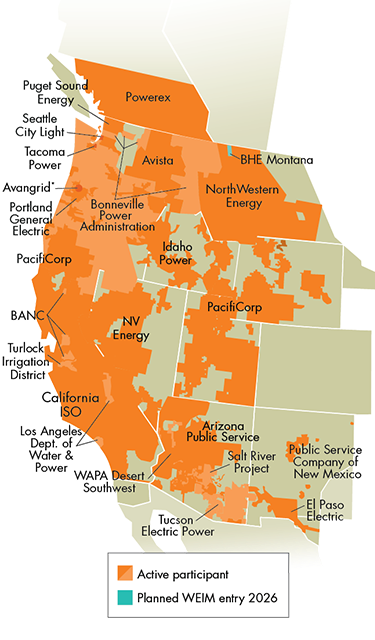 Powerex
Puget Sound
Energy
Seattle
City Light
Tacoma
Power
Avista
BHE Montana
Avangrid*
Portland
General
Electric
Bonneville
Power
Administration
NorthWestern
Energy
PacifiCorp
Idaho
Power
PacifiCorp
BANC
NV
Energy
Turlock
Irrigation
District
California
ISO
Los Angeles
Dept. of
Water &
Power
Arizona
Public Service
Salt River
Project
Public Service
Company of
New Mexico
WAPA Desert
Southwest
El Paso
Electric
Tucson
Electric Power
Active participant
Planned WEIM entry 2026